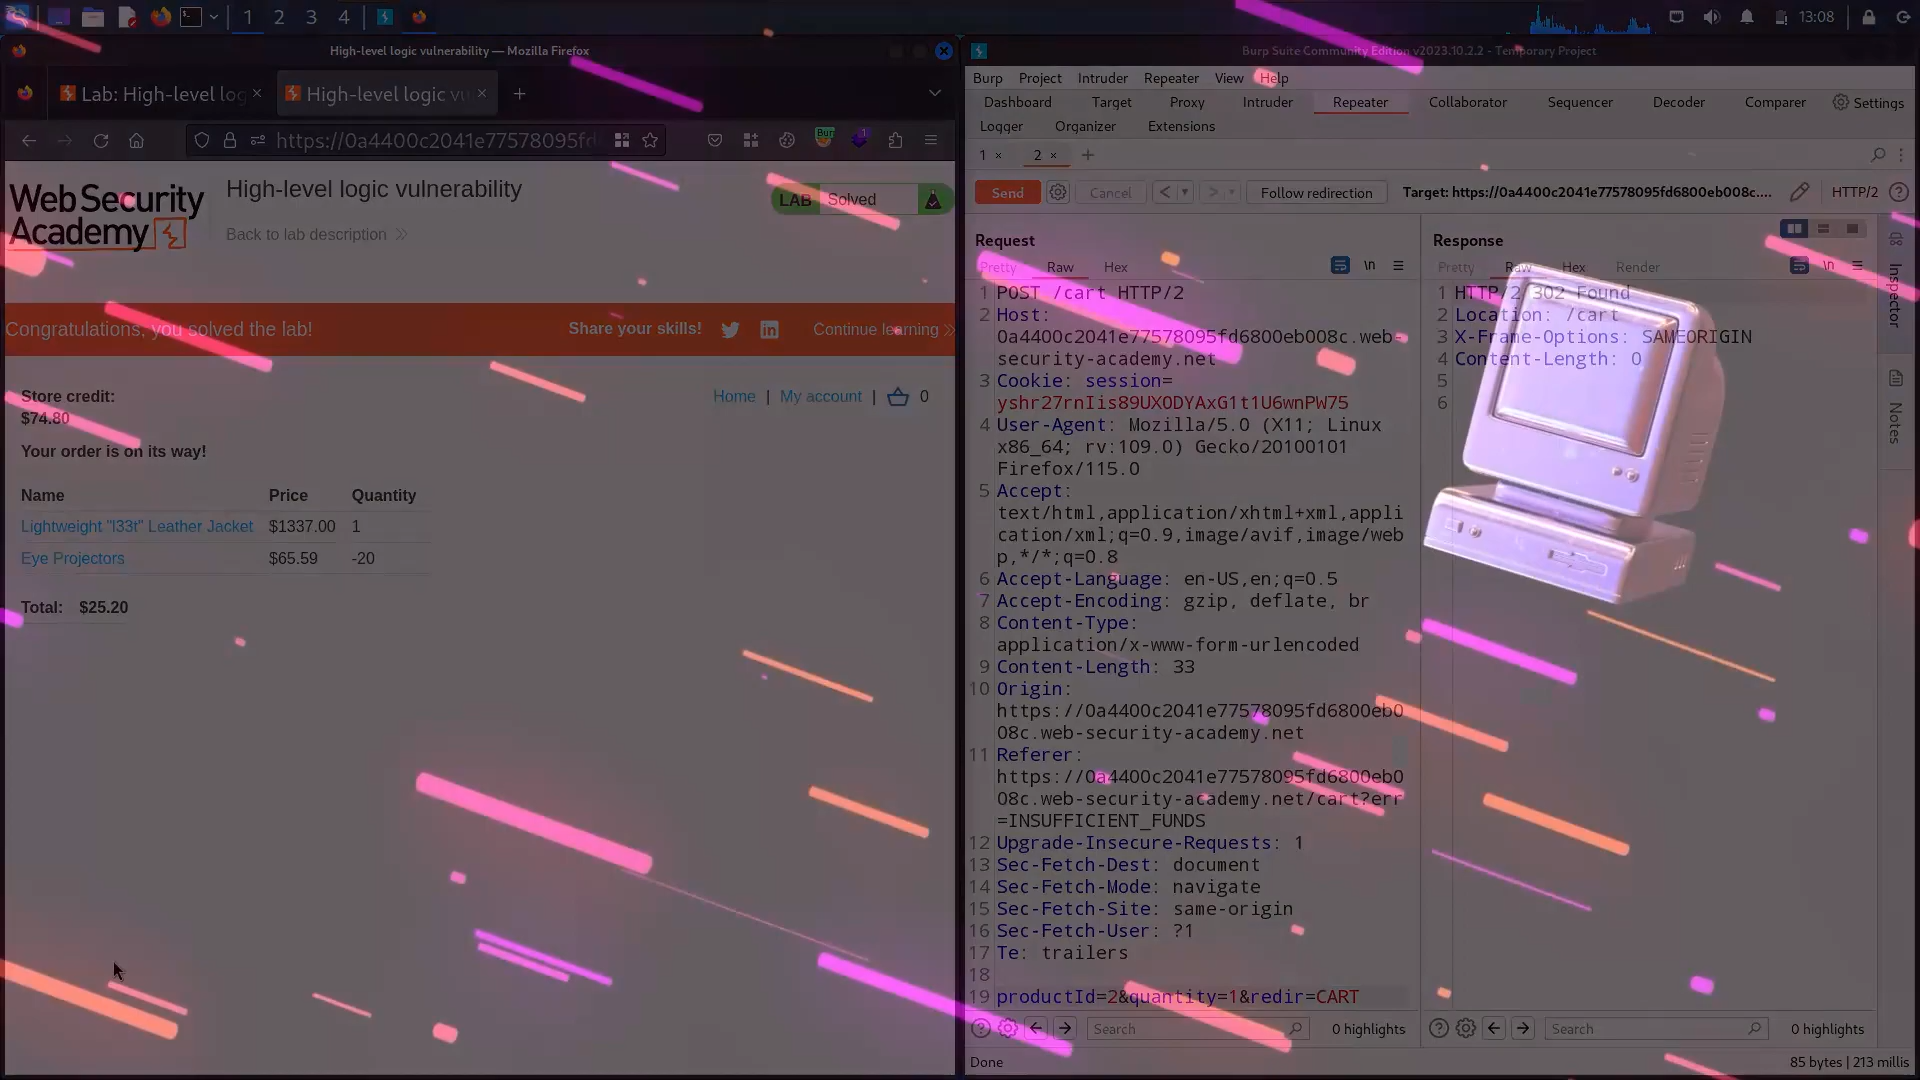 1 2 3 4
13:08
High-level logic vulnerability — Mozilla Firefox
Lab: High-level log × High-level logic vu × +
https://0a4400c2041e77578095fd
Web Security
Academy
High-level logic vulnerability
Back to lab description
LAB Solved
Congratulations, you solved the lab!
Share your skills!
Continue learning
Store credit:
$74.80
Home | My account | 0
Your order is on its way!
Name Price Quantity
Lightweight "l33t" Leather Jacket $1337.00 1
Eye Projectors $65.59 -20
Total: $25.20
Burp Suite Community Edition v2023.10.2.2 - Temporary Project
Burp Project Intruder Repeater View Help
Dashboard Target Proxy Intruder Repeater Collaborator Sequencer Decoder Comparer Settings
Logger Organizer Extensions
1 × 2 × +
Send Cancel < > Follow redirection Target: https://0a4400c2041e77578095fd6800eb008c.... HTTP/2
Request
Pretty Raw Hex \n
1 POST /cart HTTP/2
2 Host:
0a4400c2041e77578095fd6800eb008c.web-
security-academy.net
3 Cookie: session=
yshr27rnIis89UXODYAxG1t1U6wnPW75
4 User-Agent: Mozilla/5.0 (X11; Linux
x86_64; rv:109.0) Gecko/20100101
Firefox/115.0
5 Accept:
text/html,application/xhtml+xml,appli
cation/xml;q=0.9,image/avif,image/web
p,*/*;q=0.8
6 Accept-Language: en-US,en;q=0.5
7 Accept-Encoding: gzip, deflate, br
8 Content-Type:
application/x-www-form-urlencoded
9 Content-Length: 33
10 Origin:
https://0a4400c2041e77578095fd6800eb0
08c.web-security-academy.net
11 Referer:
https://0a4400c2041e77578095fd6800eb0
08c.web-security-academy.net/cart?err
=INSUFFICIENT_FUNDS
12 Upgrade-Insecure-Requests: 1
13 Sec-Fetch-Dest: document
14 Sec-Fetch-Mode: navigate
15 Sec-Fetch-Site: same-origin
16 Sec-Fetch-User: ?1
17 Te: trailers
18
19 productId=2&quantity=1&redir=CART
Search 0 highlights
Response
Pretty Raw Hex Render \n
1 HTTP/2 302 Found
2 Location: /cart
3 X-Frame-Options: SAMEORIGIN
4 Content-Length: 0
5
6
Search 0 highlights
Inspector
Notes
Done
85 bytes | 213 millis